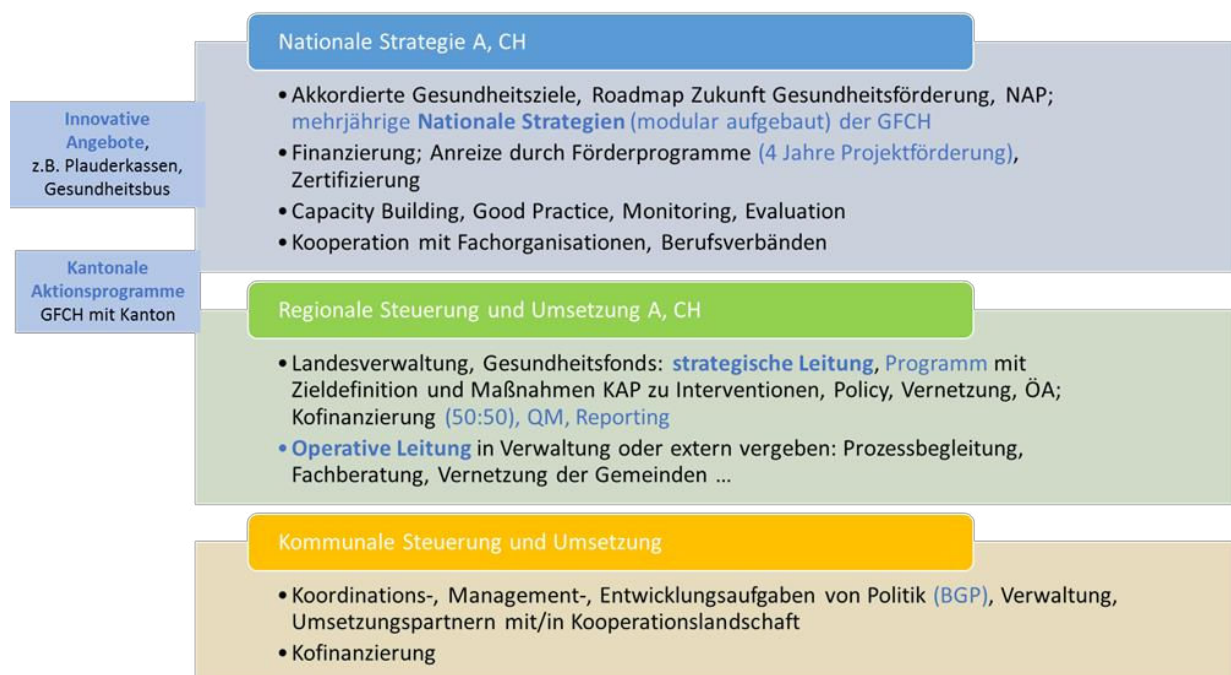 Nationale Strategie A, CH
• Akkordierte Gesundheitsziele, Roadmap Zukunft Gesundheitsförderung, NAP;
mehrjährige Nationale Strategien (modular aufgebaut) der GFCH
• Finanzierung; Anreize durch Förderprogramme (4 Jahre Projektförderung),
Zertifizierung
• Capacity Building, Good Practice, Monitoring, Evaluation
• Kooperation mit Fachorganisationen, Berufsverbänden
Innovative
Angebote,
z.B. Plauderkassen,
Gesundheitsbus
Kantonale
Aktionsprogramme
GFCH mit Kanton
Regionale Steuerung und Umsetzung A, CH
• Landesverwaltung, Gesundheitsfonds: strategische Leitung, Programm mit
Zieldefinition und Maßnahmen KAP zu Interventionen, Policy, Vernetzung, ÖA;
Kofinanzierung (50:50), QM, Reporting
• Operative Leitung in Verwaltung oder extern vergeben: Prozessbegleitung,
Fachberatung, Vernetzung der Gemeinden ...
Kommunale Steuerung und Umsetzung
• Koordinations-, Management-, Entwicklungsaufgaben von Politik (BGP), Verwaltung,
Umsetzungspartnern mit/in Kooperationslandschaft
• Kofinanzierung